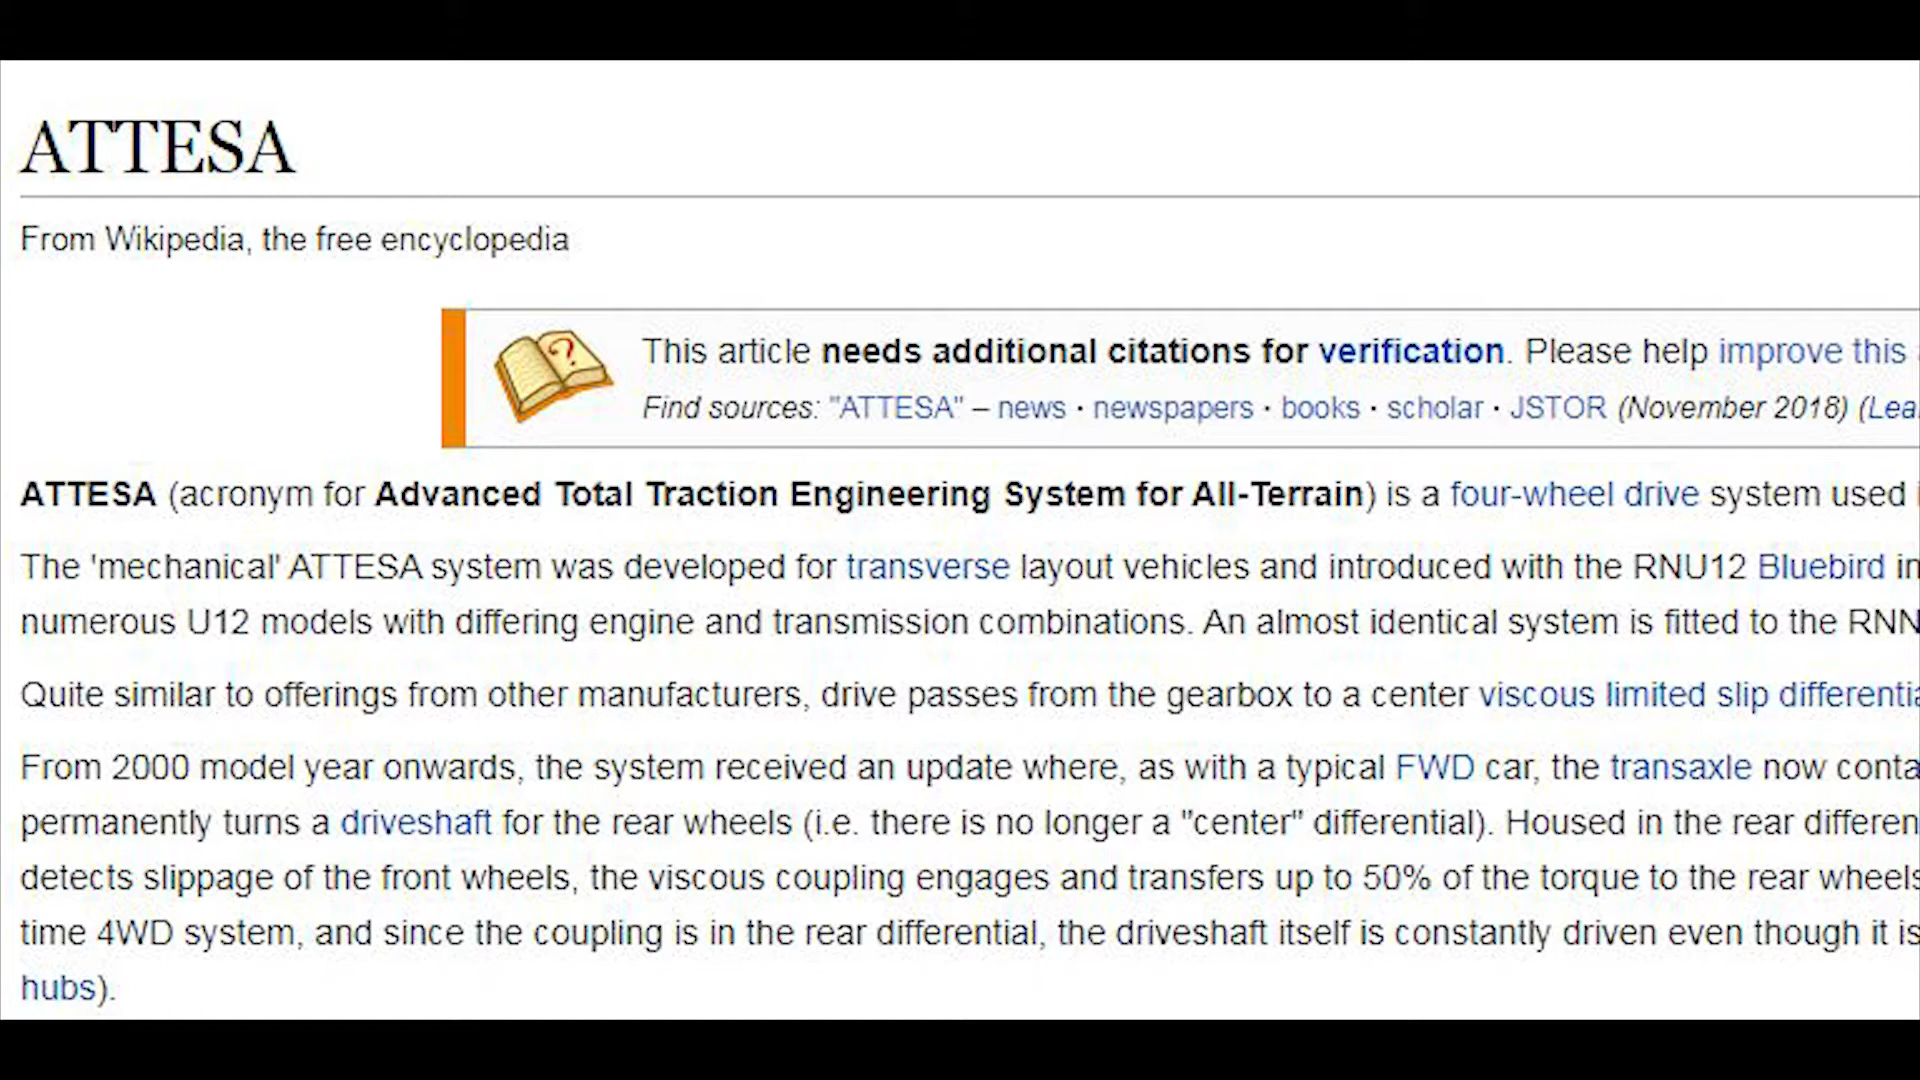 ATTESA
From Wikipedia, the free encyclopedia
This article needs additional citations for verification. Please help improve this
Find sources: "ATTESA" – news · newspapers · books · scholar · JSTOR (November 2018) (Lea
ATTESA (acronym for Advanced Total Traction Engineering System for All-Terrain) is a four-wheel drive system used
The 'mechanical' ATTESA system was developed for transverse layout vehicles and introduced with the RNU12 Bluebird in
numerous U12 models with differing engine and transmission combinations. An almost identical system is fitted to the RNN
Quite similar to offerings from other manufacturers, drive passes from the gearbox to a center viscous limited slip differentia
From 2000 model year onwards, the system received an update where, as with a typical FWD car, the transaxle now conta
permanently turns a driveshaft for the rear wheels (i.e. there is no longer a "center" differential). Housed in the rear differen
detects slippage of the front wheels, the viscous coupling engages and transfers up to 50% of the torque to the rear wheels
time 4WD system, and since the coupling is in the rear differential, the driveshaft itself is constantly driven even though it is
hubs).